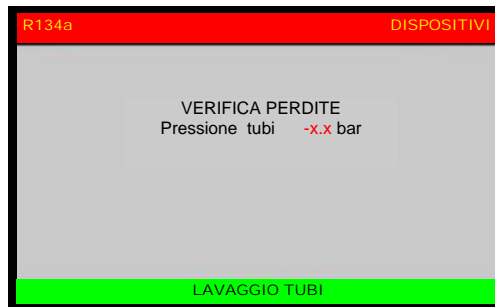 R134a DISPOSITIVI
VERIFICA PERDITE
Pressione tubi -x.x bar
LAVAGGIO TUBI